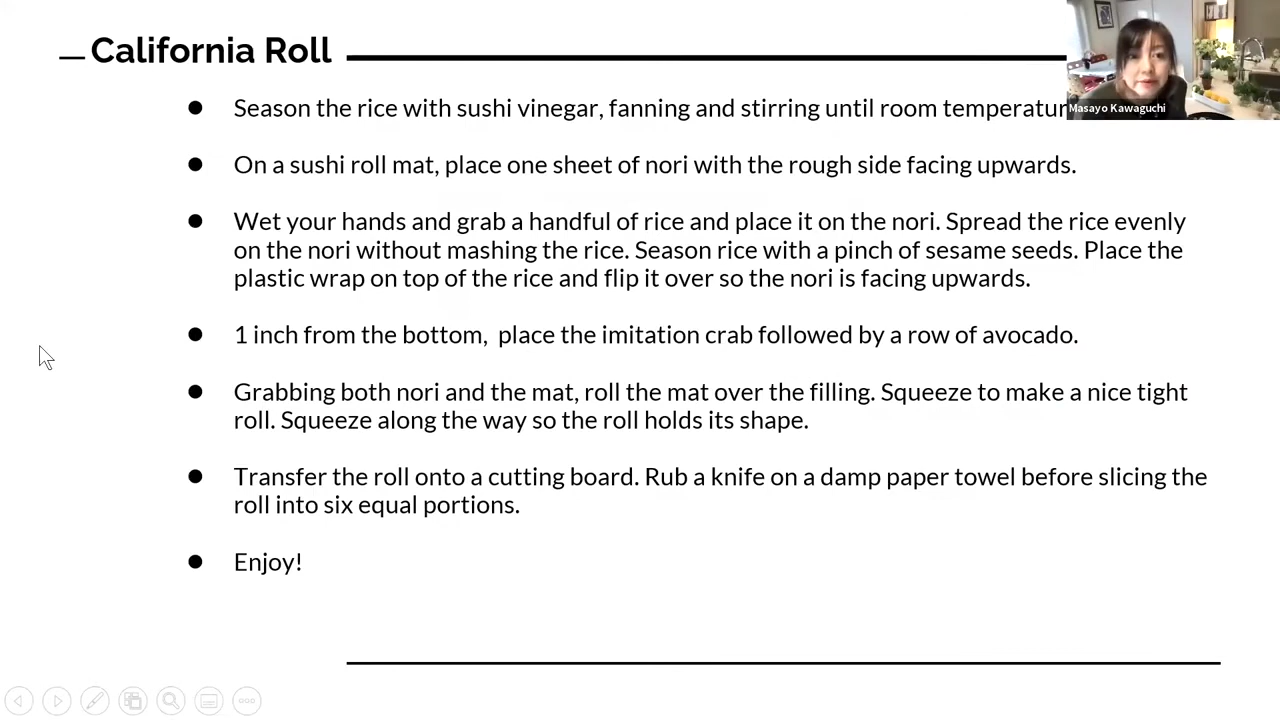 California Roll
Masayo Kawaguchi
● Season the rice with sushi vinegar, fanning and stirring until room
● On a sushi roll mat, place one sheet of nori with the rough side facing upwards.
● Wet your hands and grab a handful of rice and place it on the nori. Spread the rice evenly
on the nori without mashing the rice. Season rice with a pinch of sesame seeds. Place the
plastic wrap on top of the rice and flip it over so the nori is facing upwards.
● 1 inch from the bottom,  place the imitation crab followed by a row of avocado.
● Grabbing both nori and the mat, roll the mat over the filling. Squeeze to make a nice tight
roll. Squeeze along the way so the roll holds its shape.
● Transfer the roll onto a cutting board. Rub a knife on a damp paper towel before slicing the
roll into six equal portions.
● Enjoy!